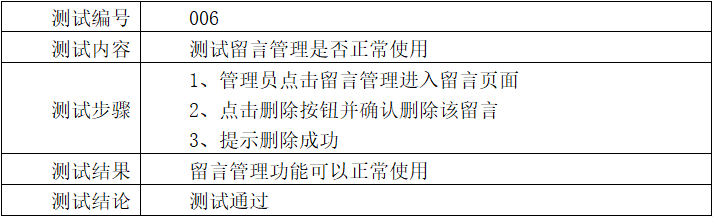 测试编号 006
测试内容 测试留言管理是否正常使用
测试步骤 1、管理员点击留言管理进入留言页面
2、点击删除按钮并确认删除该留言
3、提示删除成功
测试结果 留言管理功能可以正常使用
测试结论 测试通过